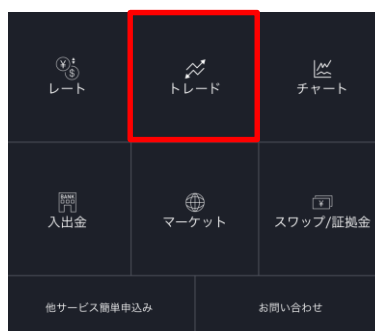 レート
トレード
チャート
BANK
入出金
マーケット
スワップ/証拠金
他サービス簡単申込み
お問い合わせ